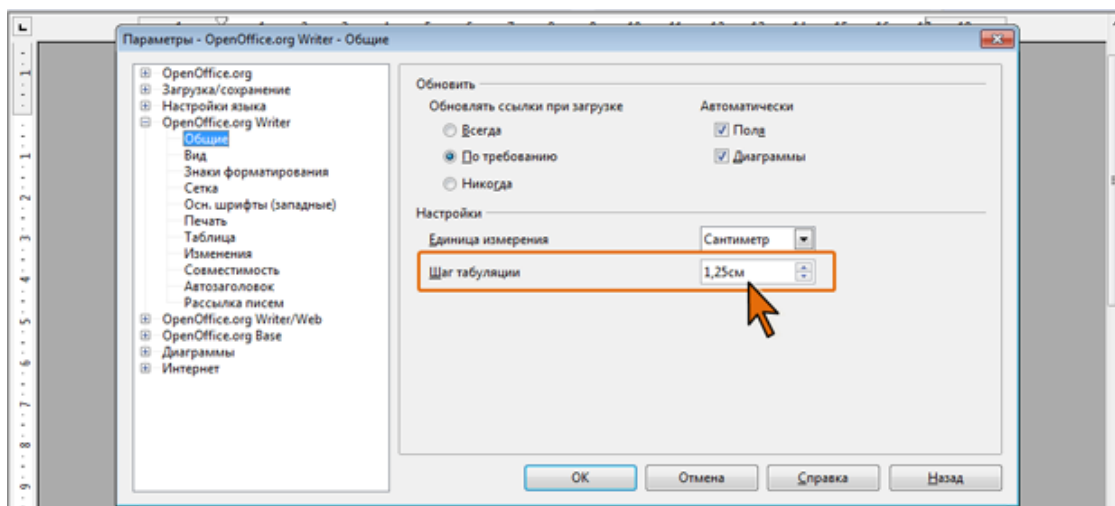 Параметры - OpenOffice.org Writer - Общие
OpenOffice.org
Загрузка/сохранение
Настройки языка
OpenOffice.org Writer
Общие
Вид
Знаки форматирования
Сетка
Осн. шрифты (западные)
Печать
Таблица
Изменения
Совместимость
Автозаголовок
Рассылка писем
OpenOffice.org Writer/Web
OpenOffice.org Base
Диаграммы
Интернет
Обновить
Обновлять ссылки при загрузке
Всегда
По требованию
Никогда
Автоматически
Поля
Диаграммы
Настройки
Единица измерения Сантиметр
Шаг табуляции 1,25см
OK Отмена Справка Назад